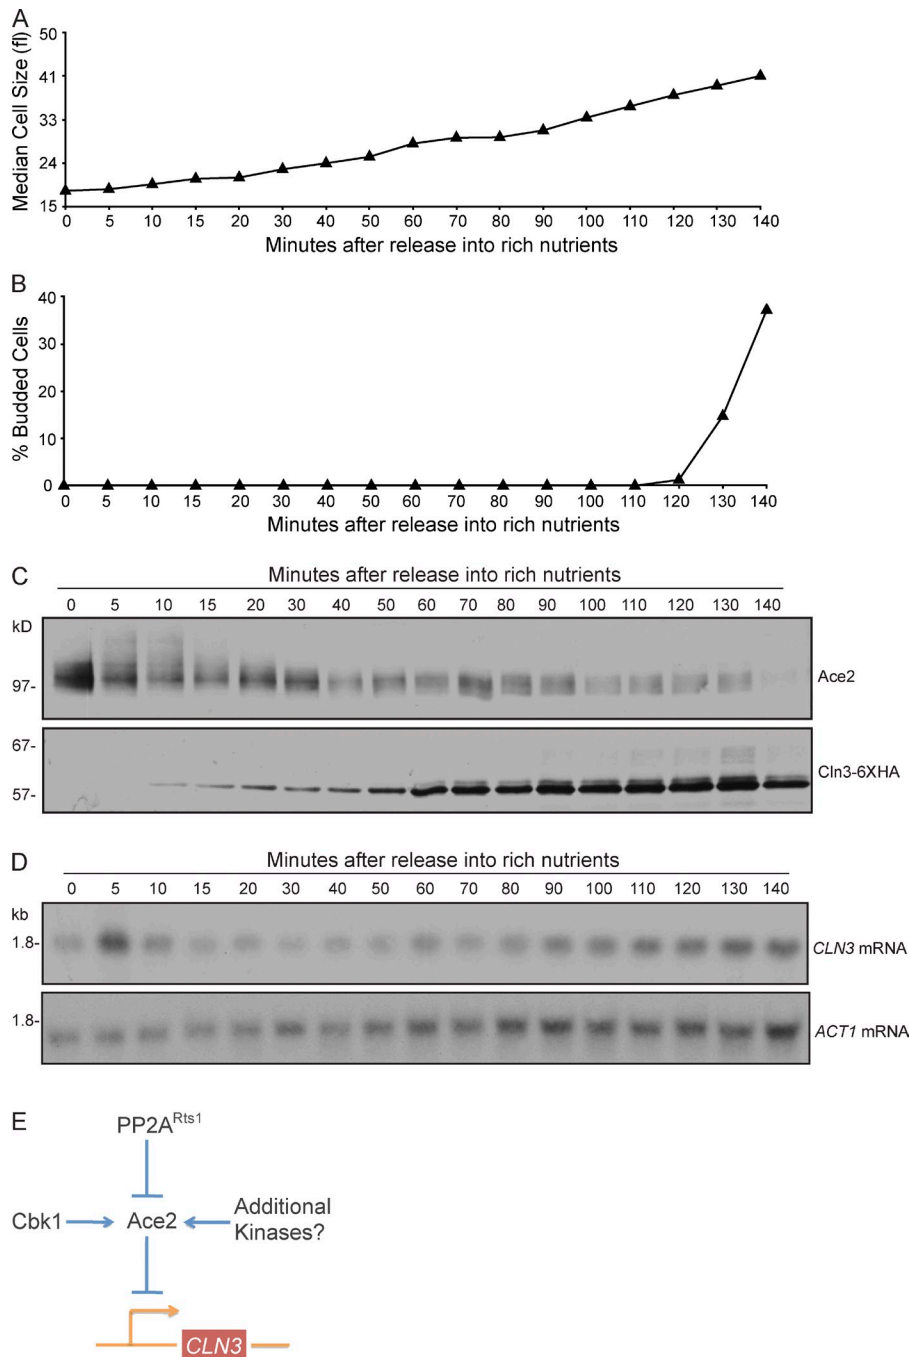 A
Median Cell Size (fl)
50
41
33
24
15
0 5 10 15 20 30 40 50 60 70 80 90 100 110 120 130 140
Minutes after release into rich nutrients
B
% Budded Cells
40
30
20
10
0
0 5 10 15 20 30 40 50 60 70 80 90 100 110 120 130 140
Minutes after release into rich nutrients
C
Minutes after release into rich nutrients
0 5 10 15 20 30 40 50 60 70 80 90 100 110 120 130 140
kD
97-
Ace2
67-
57-
Cln3-6XHA
D
Minutes after release into rich nutrients
0 5 10 15 20 30 40 50 60 70 80 90 100 110 120 130 140
kb
1.8-
CLN3 mRNA
1.8-
ACT1 mRNA
E
PP2A^Rts1
Cbk1
Ace2
Additional
Kinases?
CLN3